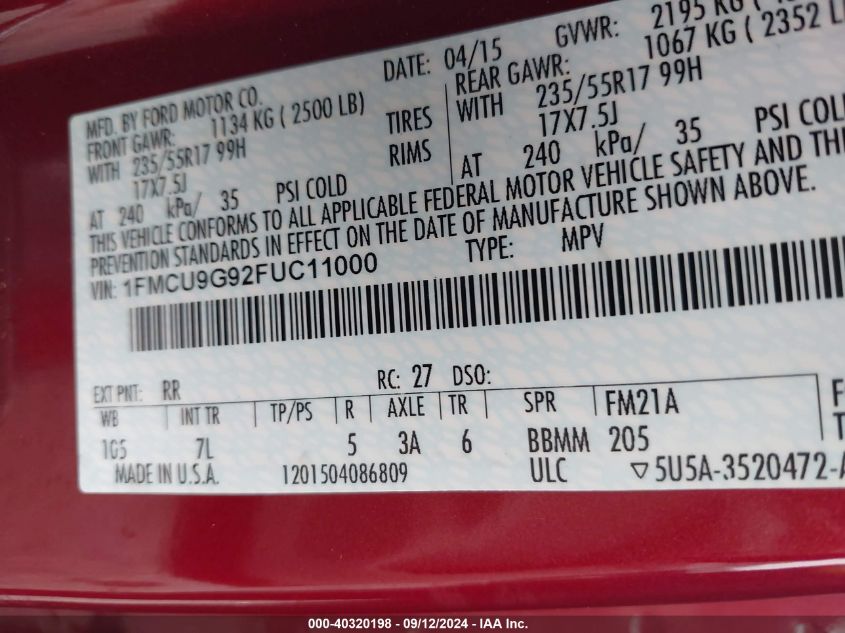 MFD. BY FORD MOTOR CO. DATE: 04/15 GVWR: 2195 KG
FRONT GAWR: 1134 KG ( 2500 LB) REAR GAWR: 1067 KG ( 2352
WITH 235/55R17 99H TIRES WITH 235/55R17 99H
17X7.5J RIMS 17X7.5J
AT 240 kPa/ 35 PSI COLD AT 240 kPa/ 35 PSI COLD
THIS VEHICLE CONFORMS TO ALL APPLICABLE FEDERAL MOTOR VEHICLE SAFETY AND
PREVENTION STANDARDS IN EFFECT ON THE DATE OF MANUFACTURE SHOWN ABOVE.
VIN: 1FMCU9G92FUC11000 TYPE: MPV
EXT PNT: RR RC: 27 DSO:
WB INT TR TP/PS R AXLE TR SPR FM21A
105 7L 5 3A 6 BBMM 205
MADE IN U.S.A. 1201504086809 ULC ▽5U5A-3520472-
000-40320198 - 09/12/2024 - IAA Inc.